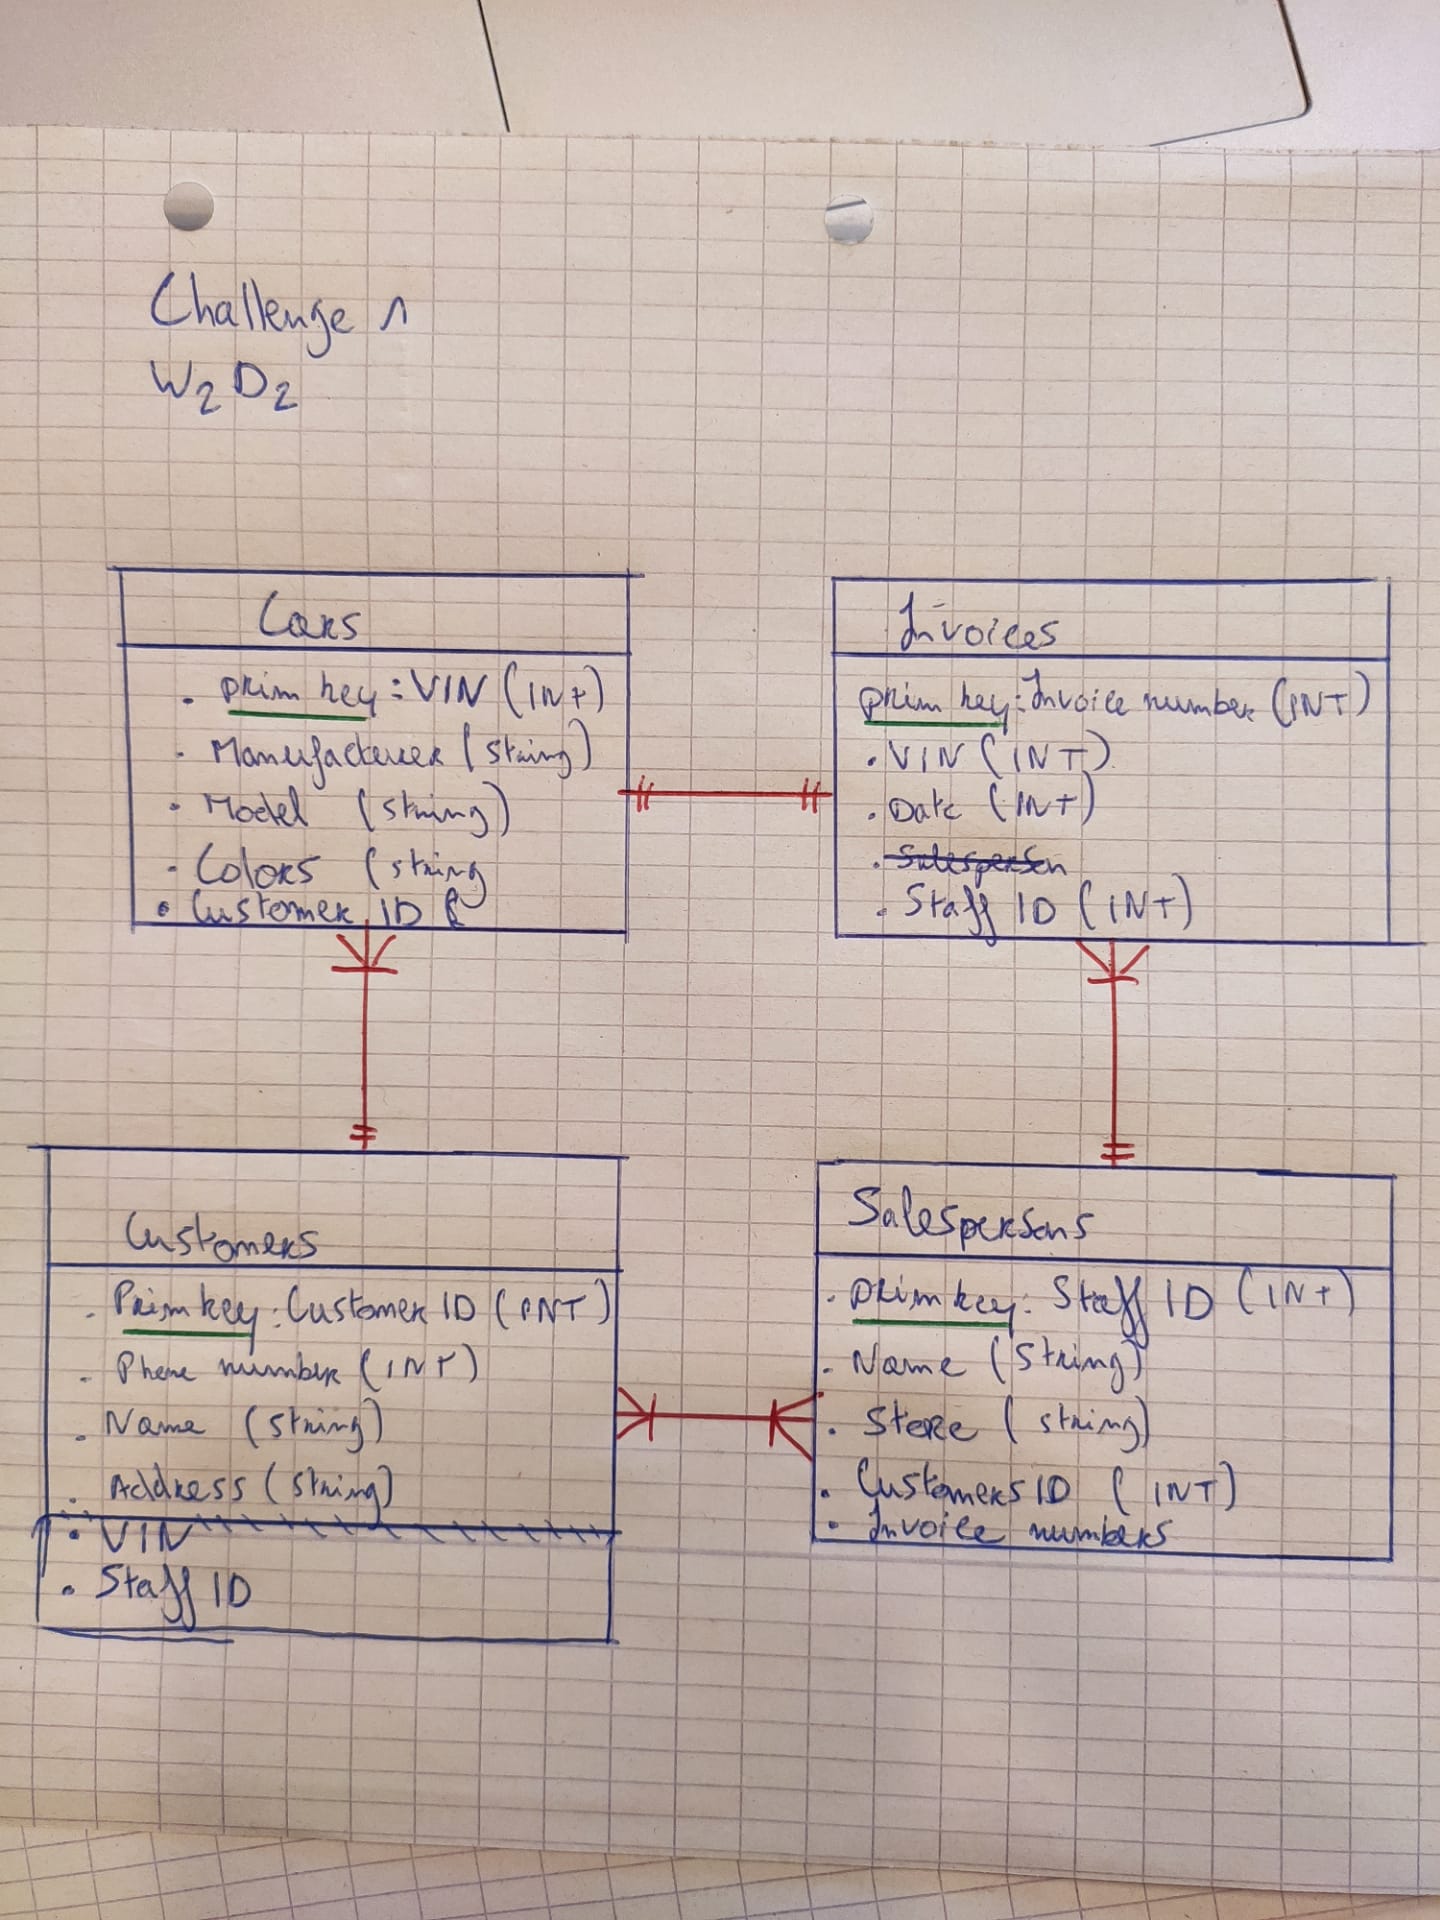 Challenge 1
W2D2
Cars
. prim key : VIN (INT)
. Manufacturer (string)
. Model (string)
. Colors (string
. Customer ID (
Invoices
prim key : Invoice number (INT)
. VIN (INT)
. Date (INT)
. Salesperson
. Staff ID (INT)
Customers
. Prim key : Customer ID (INT)
. Phone number (INT)
. Name (string)
. Address (string)
. VIN
. Staff ID
Salespersons
. prim key : Staff ID (INT)
. Name (string)
. Store (string)
. Customers ID (INT)
. Invoice numbers